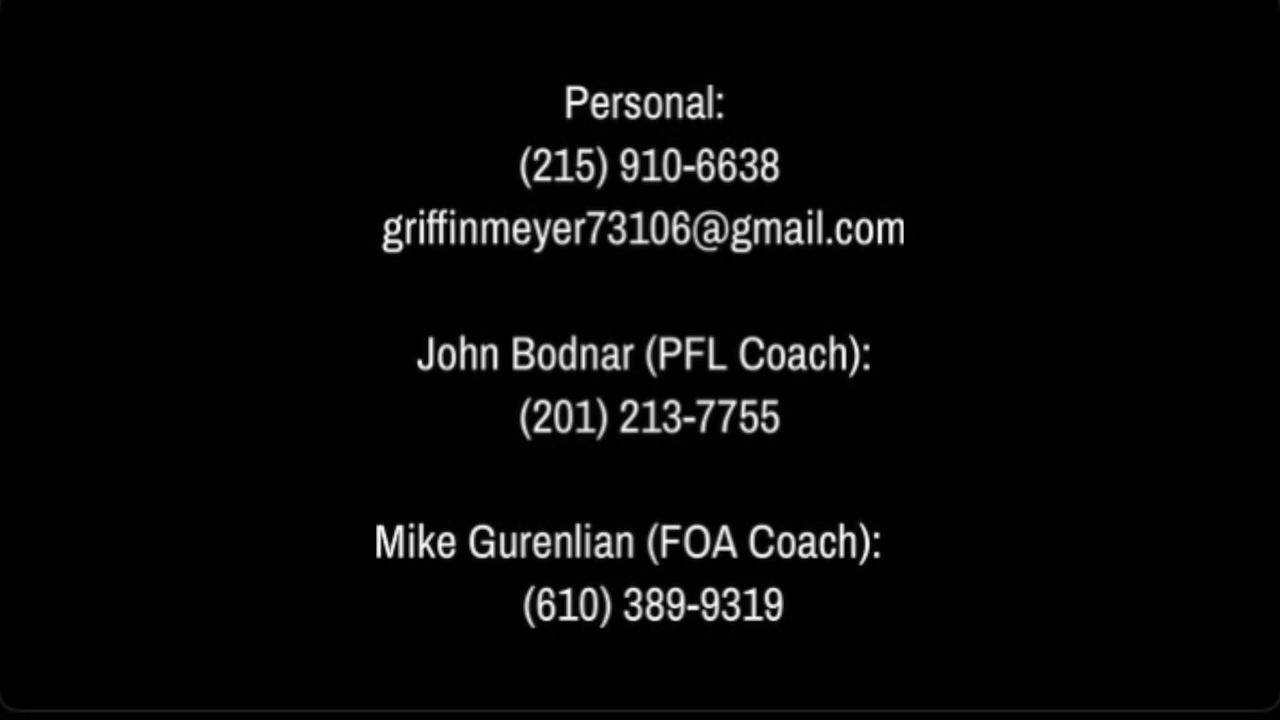 Personal:
(215) 910-6638
griffinmeyer73106@gmail.com
John Bodnar (PFL Coach):
(201) 213-7755
Mike Gurenlian (FOA Coach):
(610) 389-9319